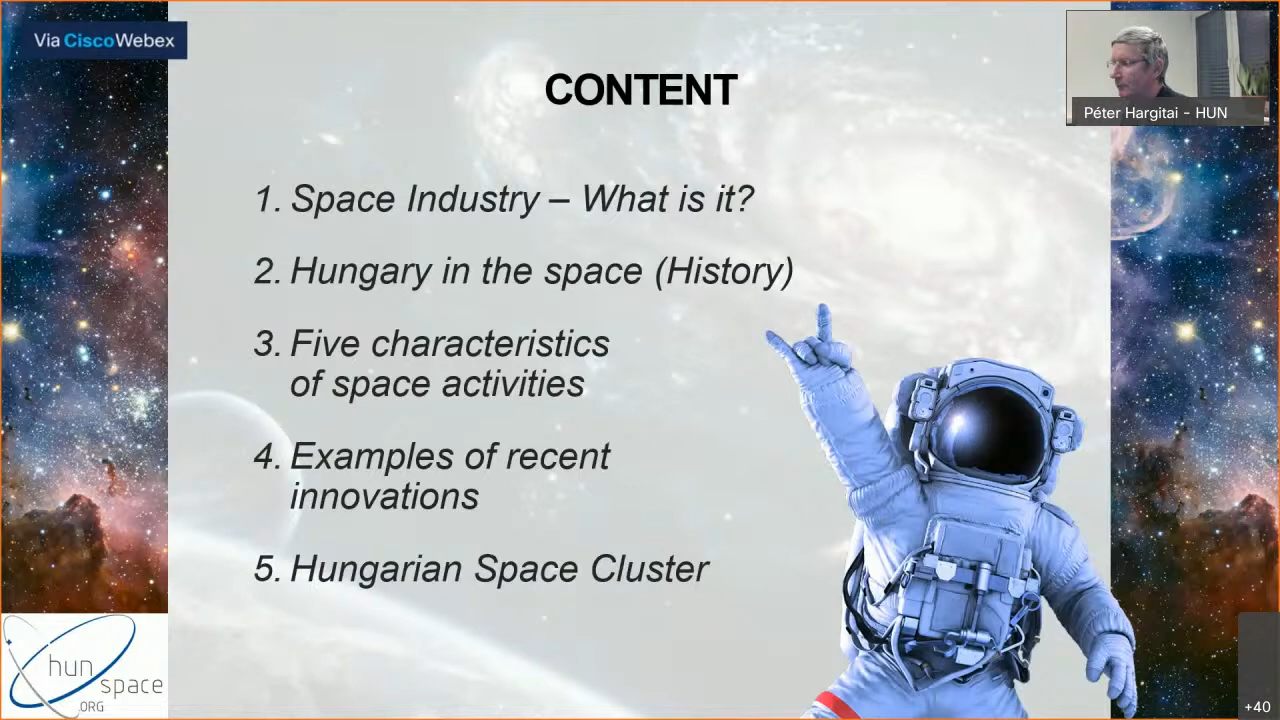 Via CiscoWebex
CONTENT
Péter Hargitai - HUN
1. Space Industry – What is it?
2. Hungary in the space (History)
3. Five characteristics
of space activities
4. Examples of recent
innovations
5. Hungarian Space Cluster
hun
space
.ORG
+40